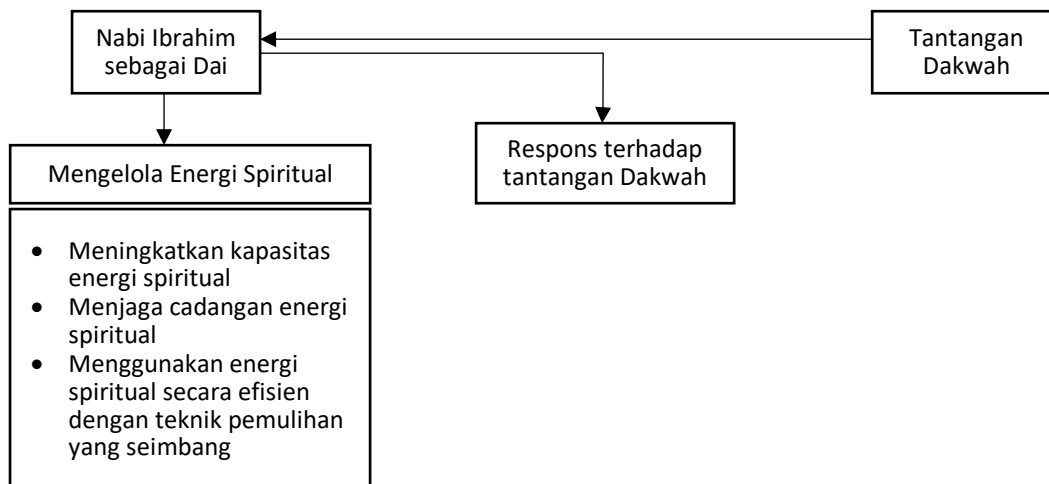 Nabi Ibrahim
sebagai Dai
Tantangan
Dakwah
Respons terhadap
tantangan Dakwah
Mengelola Energi Spiritual
• Meningkatkan kapasitas
energi spiritual
• Menjaga cadangan energi
spiritual
• Menggunakan energi
spiritual secara efisien
dengan teknik pemulihan
yang seimbang